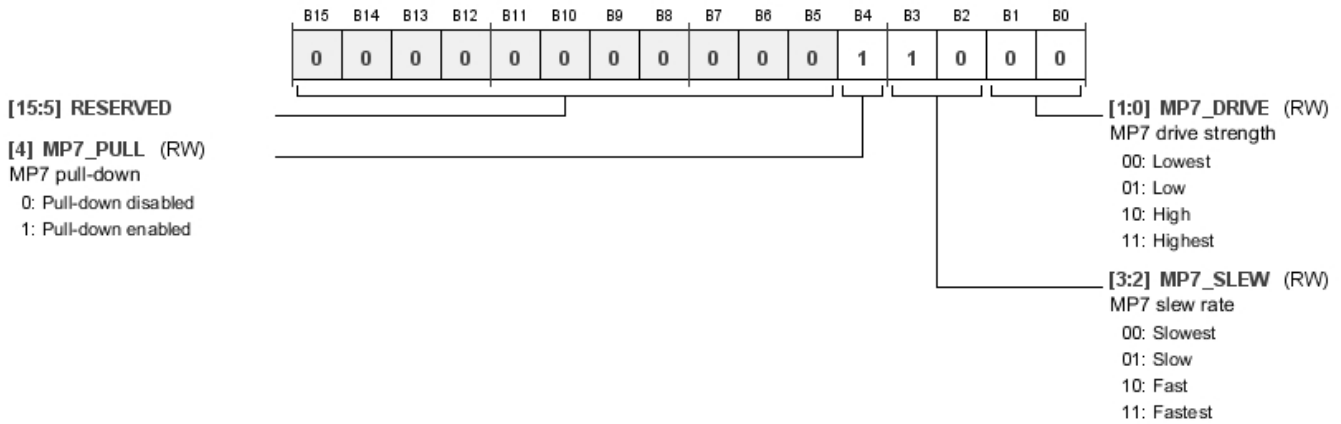 B15 B14 B13 B12 B11 B10 B9 B8 B7 B6 B5 B4 B3 B2 B1 B0
0 0 0 0 0 0 0 0 0 0 0 1 1 0 0 0
[15:5] RESERVED
[4] MP7_PULL (RW)
MP7 pull-down
0: Pull-down disabled
1: Pull-down enabled
[1:0] MP7_DRIVE (RW)
MP7 drive strength
00: Lowest
01: Low
10: High
11: Highest
[3:2] MP7_SLEW (RW)
MP7 slew rate
00: Slowest
01: Slow
10: Fast
11: Fastest